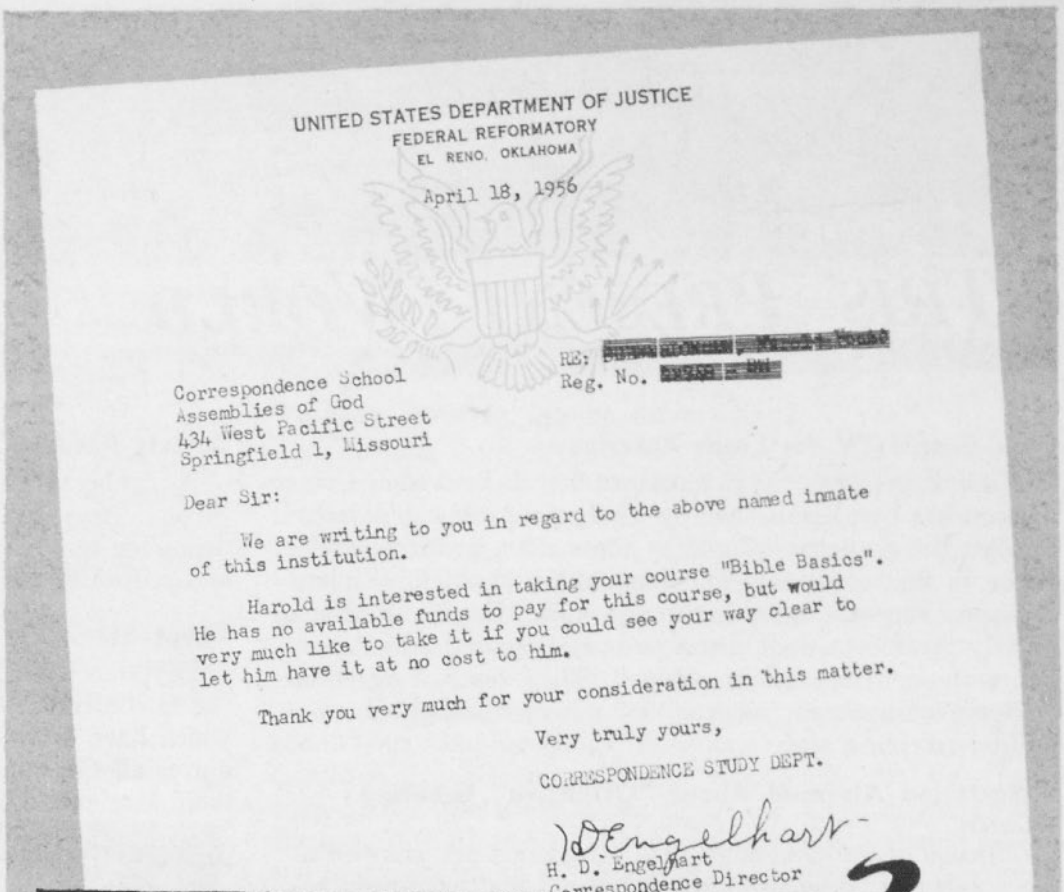 UNITED STATES DEPARTMENT OF JUSTICE
FEDERAL REFORMATORY
EL RENO, OKLAHOMA
April 18, 1956
RE:
Reg. No.
Correspondence School
Assemblies of God
434 West Pacific Street
Springfield 1, Missouri
Dear Sir:
We are writing to you in regard to the above named inmate
of this institution.
Harold is interested in taking your course "Bible Basics".
He has no available funds to pay for this course, but would
very much like to take it if you could see your way clear to
let him have it at no cost to him.
Thank you very much for your consideration in this matter.
Very truly yours,
CORRESPONDENCE STUDY DEPT.
HDEngelhart
H. D. Engelhart
Correspondence Director